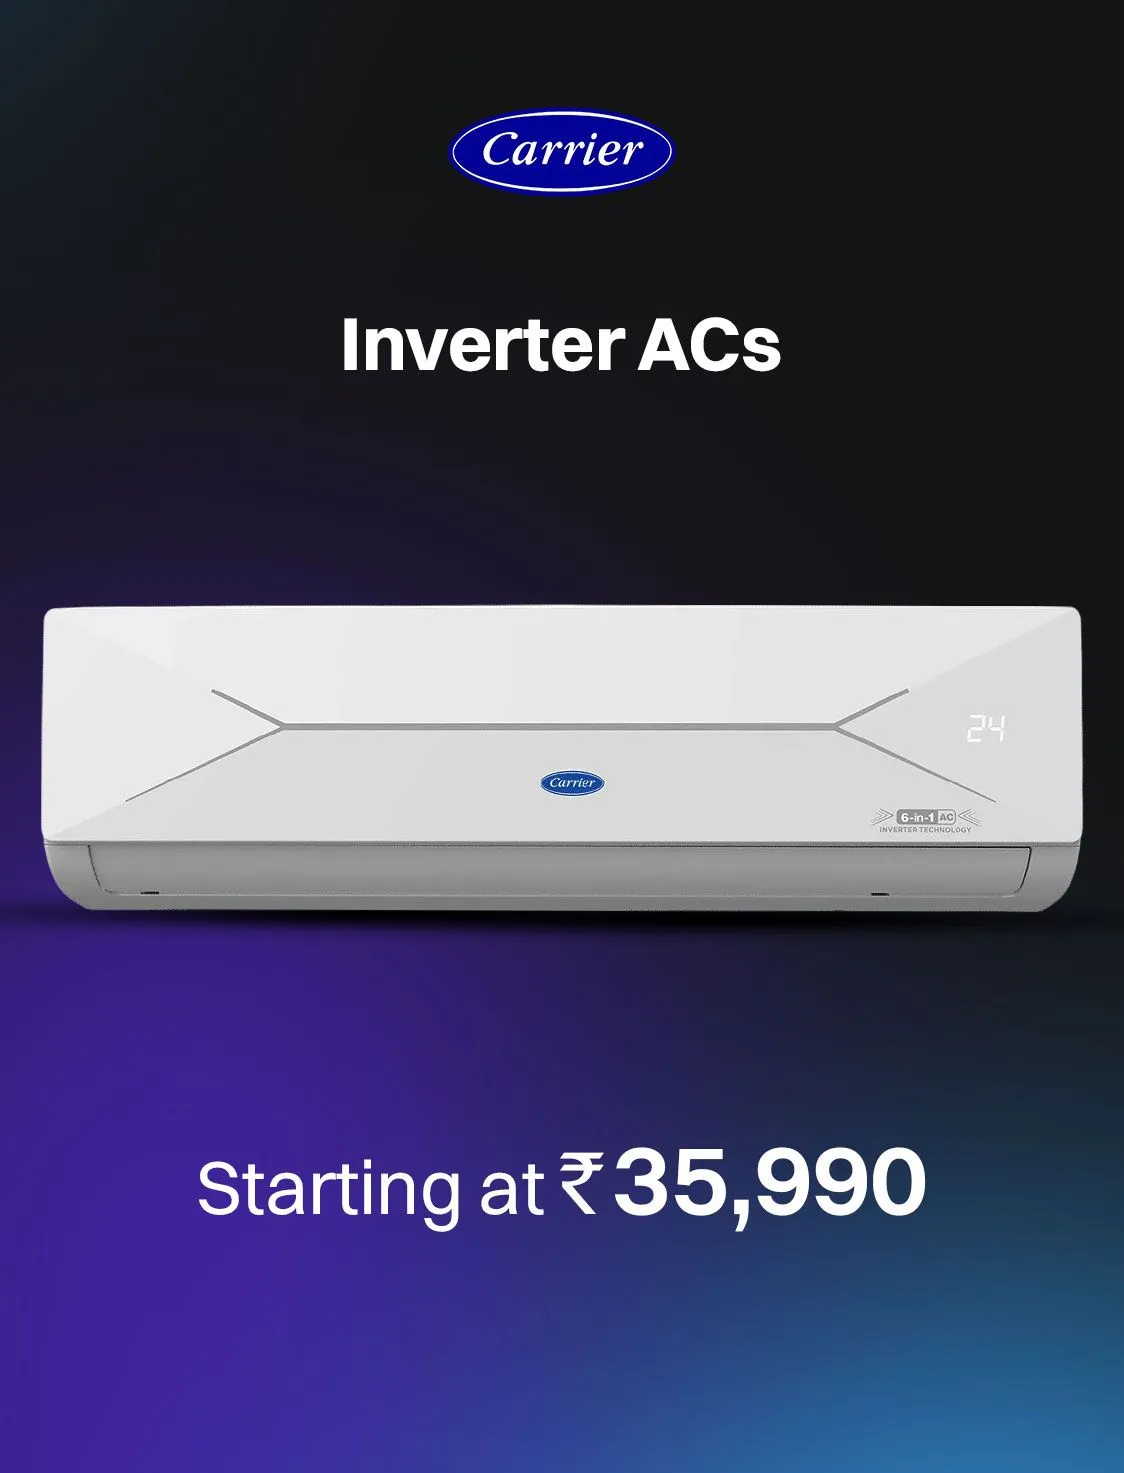 Carrier
Inverter ACs
24
Carrier
6-in-1 AC
INVERTER TECHNOLOGY
Starting at ₹35,990